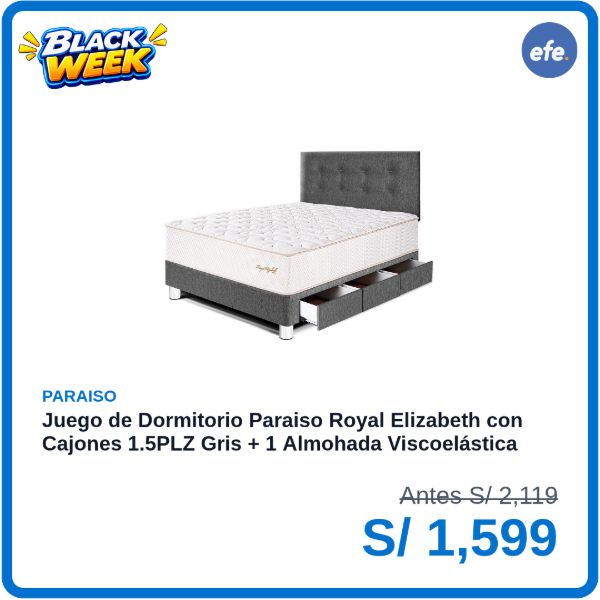 BLACK
WEEK
efe.
PARAISO
Juego de Dormitorio Paraiso Royal Elizabeth con
Cajones 1.5PLZ Gris + 1 Almohada Viscoelástica
Antes S/ 2,119
S/ 1,599